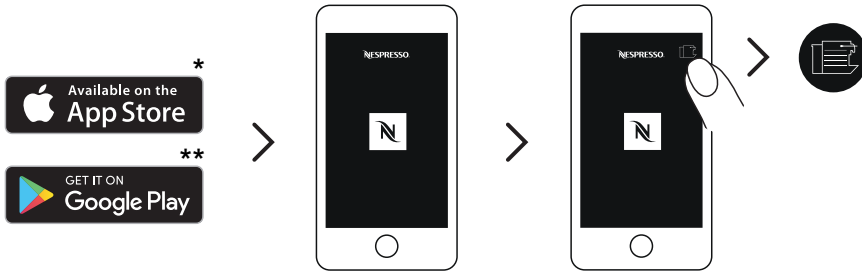 *
Available on the
App Store
**
GET IT ON
Google Play
NESPRESSO
N
NESPRESSO
N